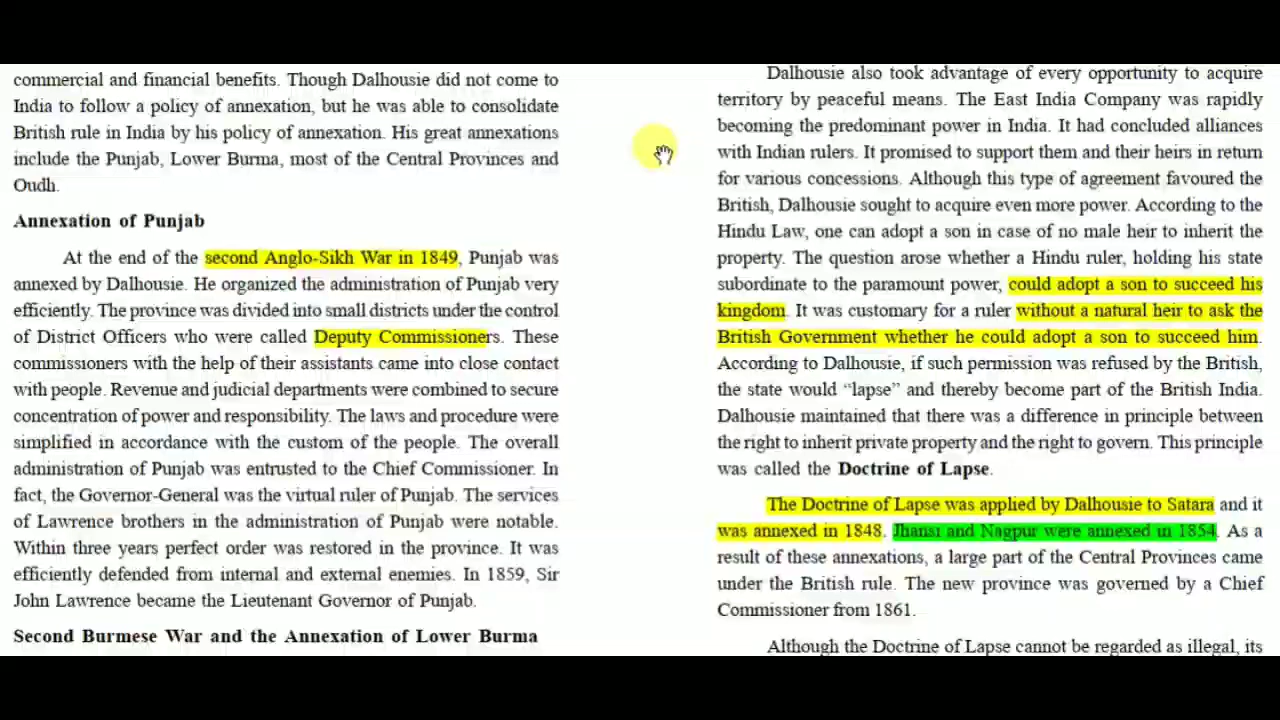 commercial and financial benefits. Though Dalhousie did not come to
India to follow a policy of annexation, but he was able to consolidate
British rule in India by his policy of annexation. His great annexations
include the Punjab, Lower Burma, most of the Central Provinces and
Oudh.
Annexation of Punjab
At the end of the second Anglo-Sikh War in 1849, Punjab was
annexed by Dalhousie. He organized the administration of Punjab very
efficiently. The province was divided into small districts under the control
of District Officers who were called Deputy Commissioners. These
commissioners with the help of their assistants came into close contact
with people. Revenue and judicial departments were combined to secure
concentration of power and responsibility. The laws and procedure were
simplified in accordance with the custom of the people. The overall
administration of Punjab was entrusted to the Chief Commissioner. In
fact, the Governor-General was the virtual ruler of Punjab. The services
of Lawrence brothers in the administration of Punjab were notable.
Within three years perfect order was restored in the province. It was
efficiently defended from internal and external enemies. In 1859, Sir
John Lawrence became the Lieutenant Governor of Punjab.
Second Burmese War and the Annexation of Lower Burma
Dalhousie also took advantage of every opportunity to acquire
territory by peaceful means. The East India Company was rapidly
becoming the predominant power in India. It had concluded alliances
with Indian rulers. It promised to support them and their heirs in return
for various concessions. Although this type of agreement favoured the
British, Dalhousie sought to acquire even more power. According to the
Hindu Law, one can adopt a son in case of no male heir to inherit the
property. The question arose whether a Hindu ruler, holding his state
subordinate to the paramount power, could adopt a son to succeed his
kingdom. It was customary for a ruler without a natural heir to ask the
British Government whether he could adopt a son to succeed him.
According to Dalhousie, if such permission was refused by the British,
the state would “lapse” and thereby become part of the British India.
Dalhousie maintained that there was a difference in principle between
the right to inherit private property and the right to govern. This principle
was called the Doctrine of Lapse.
The Doctrine of Lapse was applied by Dalhousie to Satara and it
was annexed in 1848. Jhansi and Nagpur were annexed in 1854. As a
result of these annexations, a large part of the Central Provinces came
under the British rule. The new province was governed by a Chief
Commissioner from 1861.
Although the Doctrine of Lapse cannot be regarded as illegal, its